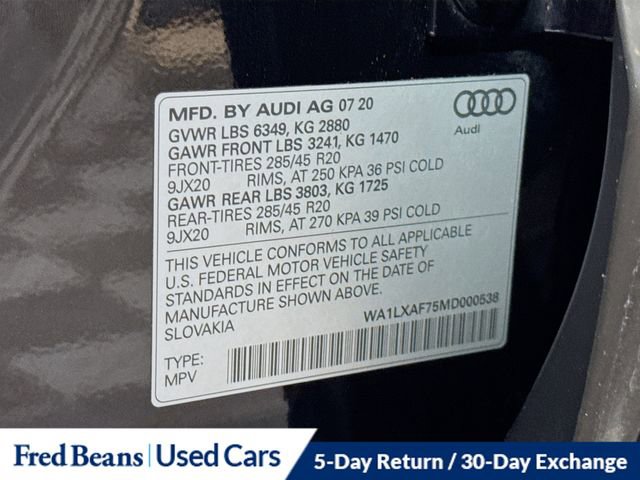 MFD. BY AUDI AG 07 20
GVWR LBS 6349, KG 2880
GAWR FRONT LBS 3241, KG 1470
FRONT-TIRES 285/45 R20
9JX20 RIMS, AT 250 KPA 36 PSI COLD
GAWR REAR LBS 3803, KG 1725
REAR-TIRES 285/45 R20
9JX20 RIMS, AT 270 KPA 39 PSI COLD
Audi
THIS VEHICLE CONFORMS TO ALL APPLICABLE
U.S. FEDERAL MOTOR VEHICLE SAFETY
STANDARDS IN EFFECT ON THE DATE OF
MANUFACTURE SHOWN ABOVE.
SLOVAKIA WA1LXAF75MD000538
TYPE:
MPV
Fred Beans | Used Cars
5-Day Return / 30-Day Exchange